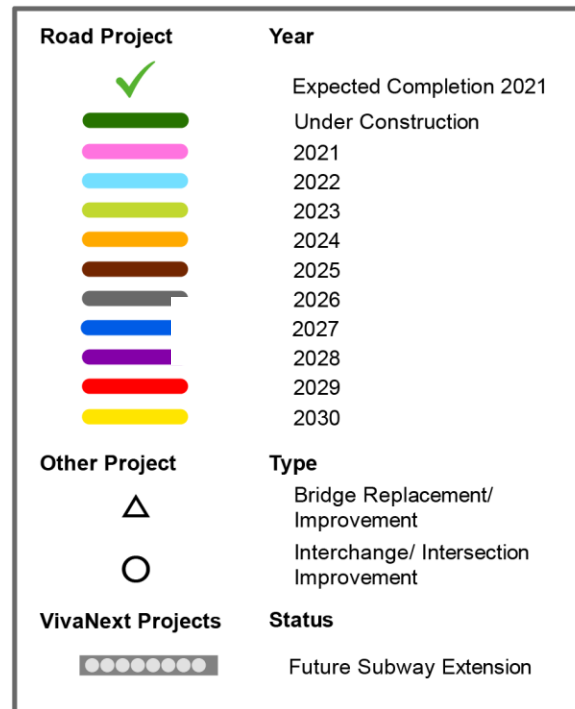 Road Project Year
Expected Completion 2021
Under Construction
2021
2022
2023
2024
2025
2026
2027
2028
2029
2030
Other Project Type
Bridge Replacement/
Improvement
Interchange/ Intersection
Improvement
VivaNext Projects Status
Future Subway Extension